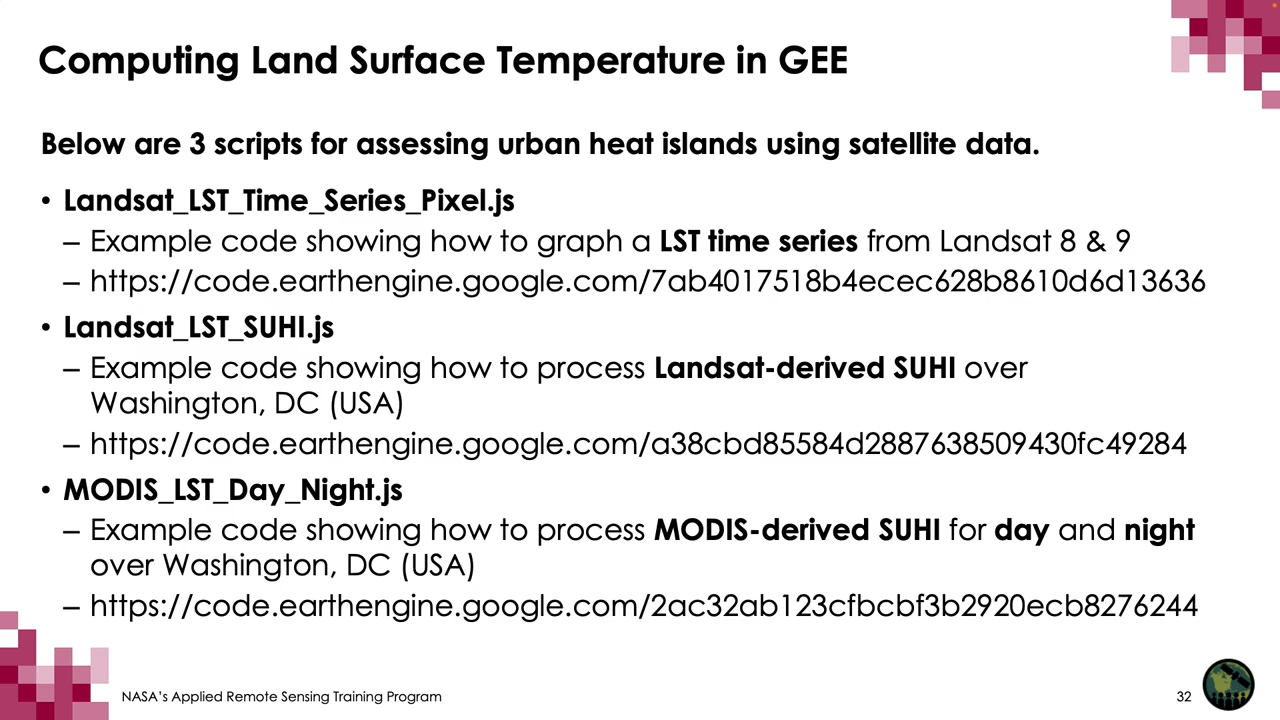 Computing Land Surface Temperature in GEE
Below are 3 scripts for assessing urban heat islands using satellite data.
• Landsat_LST_Time_Series_Pixel.js
– Example code showing how to graph a LST time series from Landsat 8 & 9
– https://code.earthengine.google.com/7ab4017518b4ecec628b8610d6d13636
• Landsat_LST_SUHI.js
– Example code showing how to process Landsat-derived SUHI over
Washington, DC (USA)
– https://code.earthengine.google.com/a38cbd85584d2887638509430fc49284
• MODIS_LST_Day_Night.js
– Example code showing how to process MODIS-derived SUHI for day and night
over Washington, DC (USA)
– https://code.earthengine.google.com/2ac32ab123cfbcbf3b2920ecb8276244
NASA's Applied Remote Sensing Training Program
32